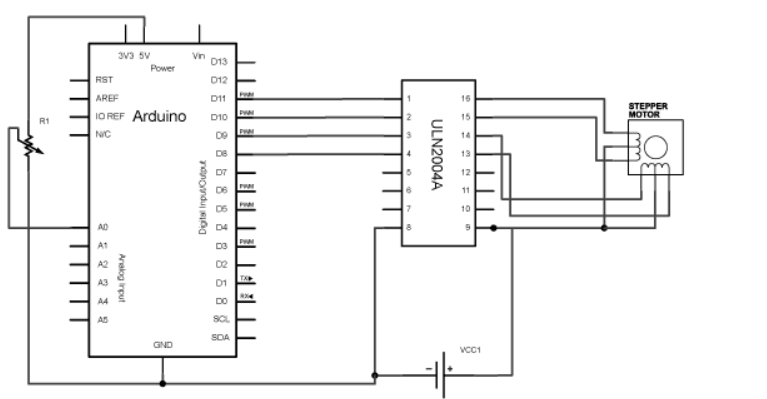 3V3 5V Vin
Power
D13
RST D12
AREF D11 PWM 1 16
R1 IO REF Arduino D10 PWM 2 15 STEPPER
MOTOR
N/C D9 PWM 3 14
D8 4 13
ULN2004A
D7 5 12
D6 PWM 6 11
D5 PWM 7 10
Digital Input/Output
A0 D4 8 9
A1 D3 PWM
A2 D2
Analog Input
A3 D1 TX
A4 D0 RX
A5 SCL
SDA
GND
VCC1
- +